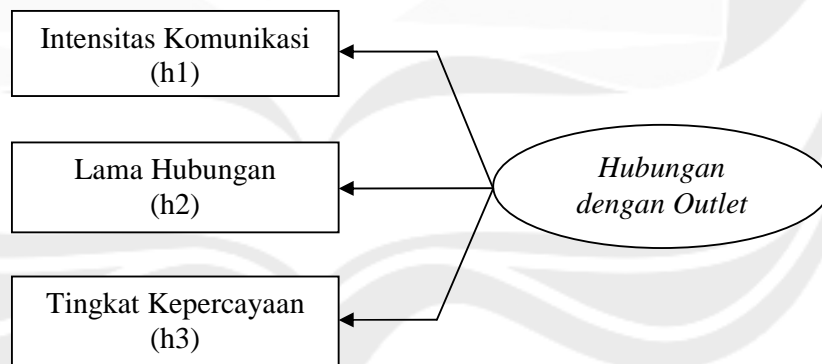 Intensitas Komunikasi
(h1)
Lama Hubungan
(h2)
Hubungan
dengan Outlet
Tingkat Kepercayaan
(h3)